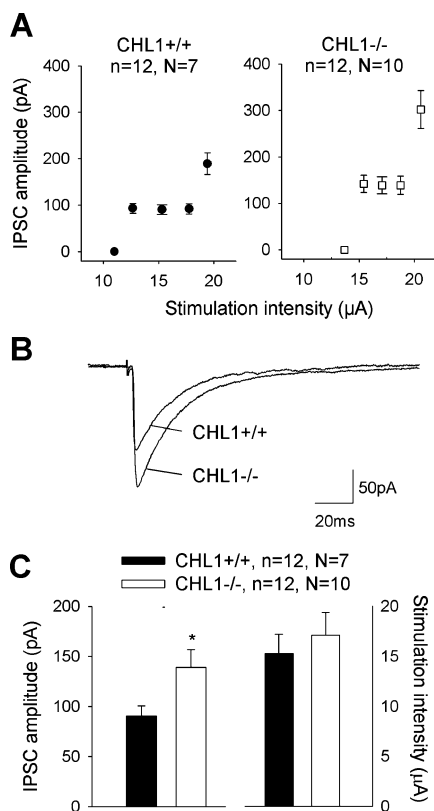 A
CHL1+/+
n=12, N=7
CHL1-/-
n=12, N=10
IPSC amplitude (pA)
400
300
200
100
0
10
15
20
400
300
200
100
0
10
15
20
Stimulation intensity (µA)
B
CHL1+/+
CHL1-/-
50pA
20ms
C
CHL1+/+, n=12, N=7
CHL1-/-, n=12, N=10
IPSC amplitude (pA)
200
150
100
50
0
*
20
15
10
5
0
Stimulation intensity (µA)